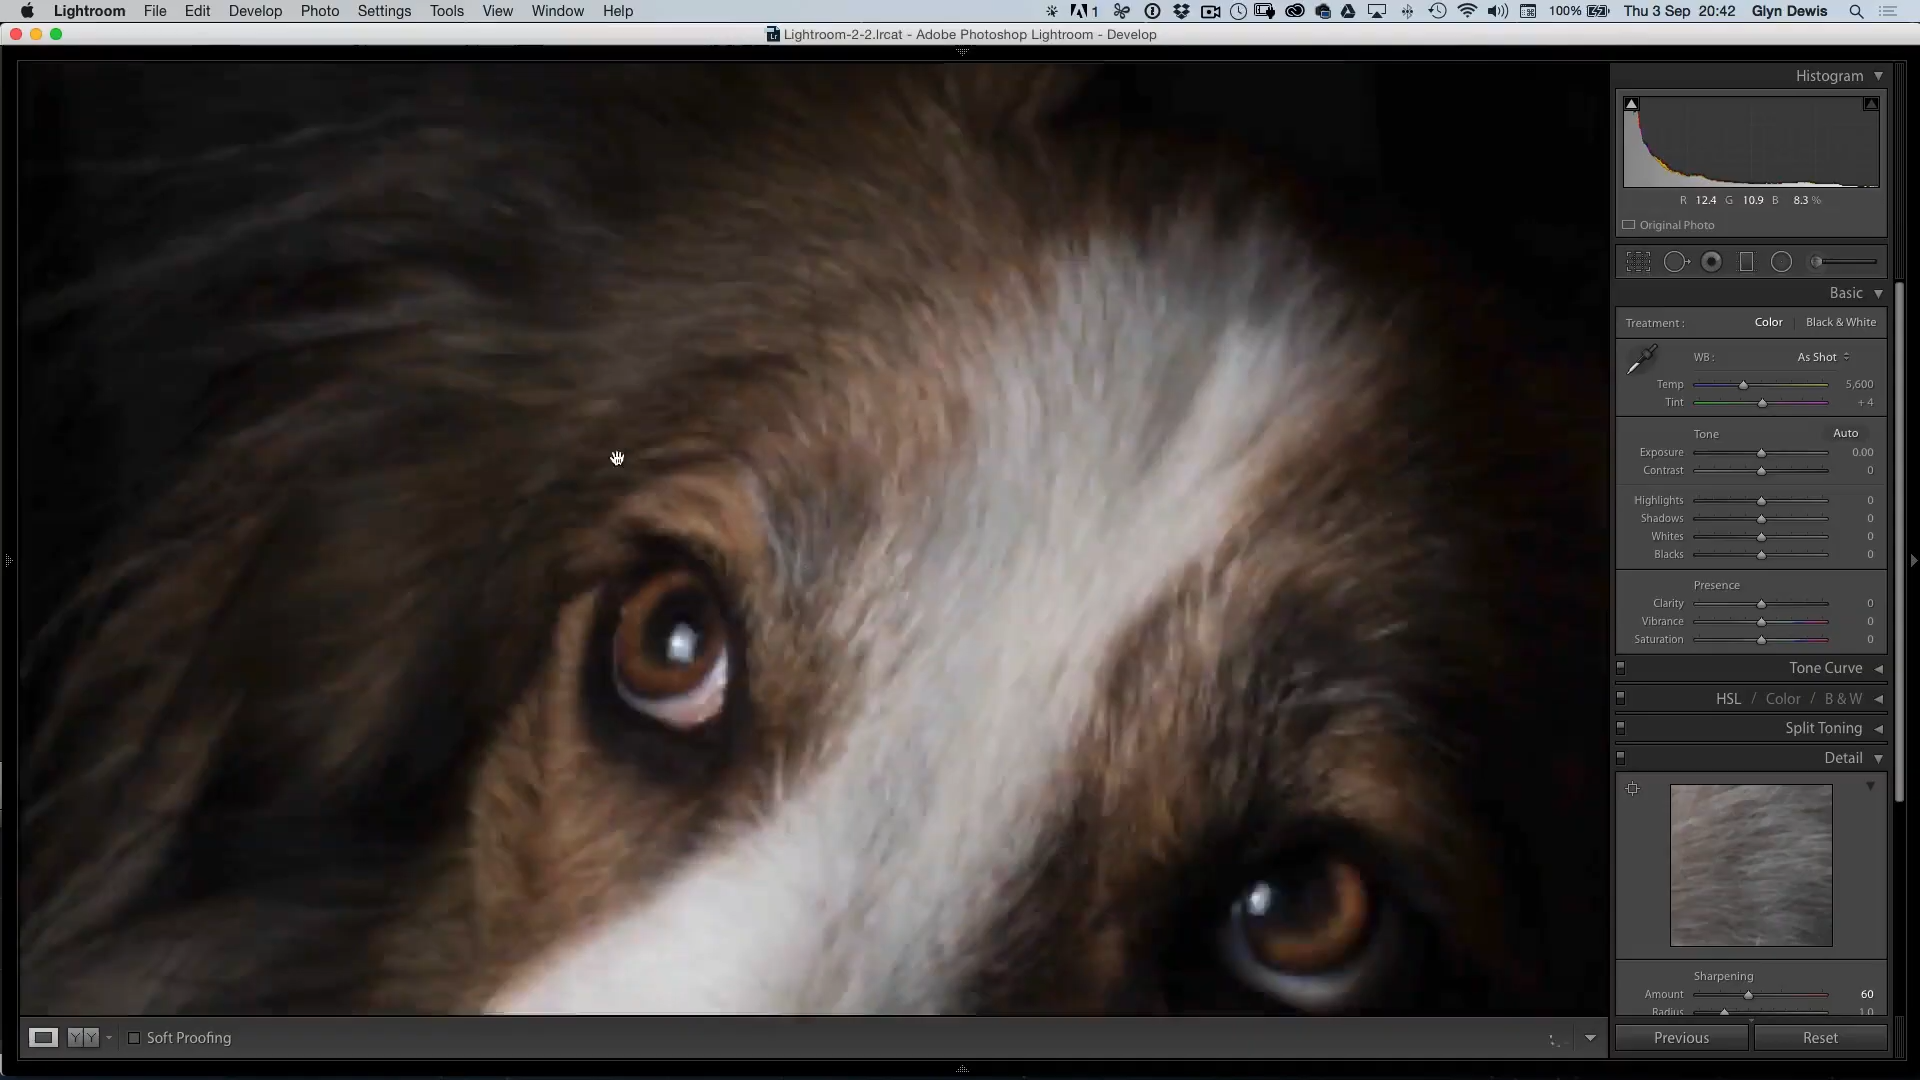 Lightroom File Edit Develop Photo Settings Tools View Window Help 1 100% Thu 3 Sep 20:42 Glyn Dewis
Lightroom-2-2.lrcat - Adobe Photoshop Lightroom - Develop
Histogram
R 12.4 G 10.9 B 8.3 %
Original Photo
Basic
Treatment : Color Black & White
WB : As Shot
Temp 5,600
Tint + 4
Tone Auto
Exposure 0.00
Contrast 0
Highlights 0
Shadows 0
Whites 0
Blacks 0
Presence
Clarity 0
Vibrance 0
Saturation 0
Tone Curve
HSL / Color / B & W
Split Toning
Detail
Sharpening
Amount 60
Radius 1.0
Y Y Soft Proofing Previous Reset